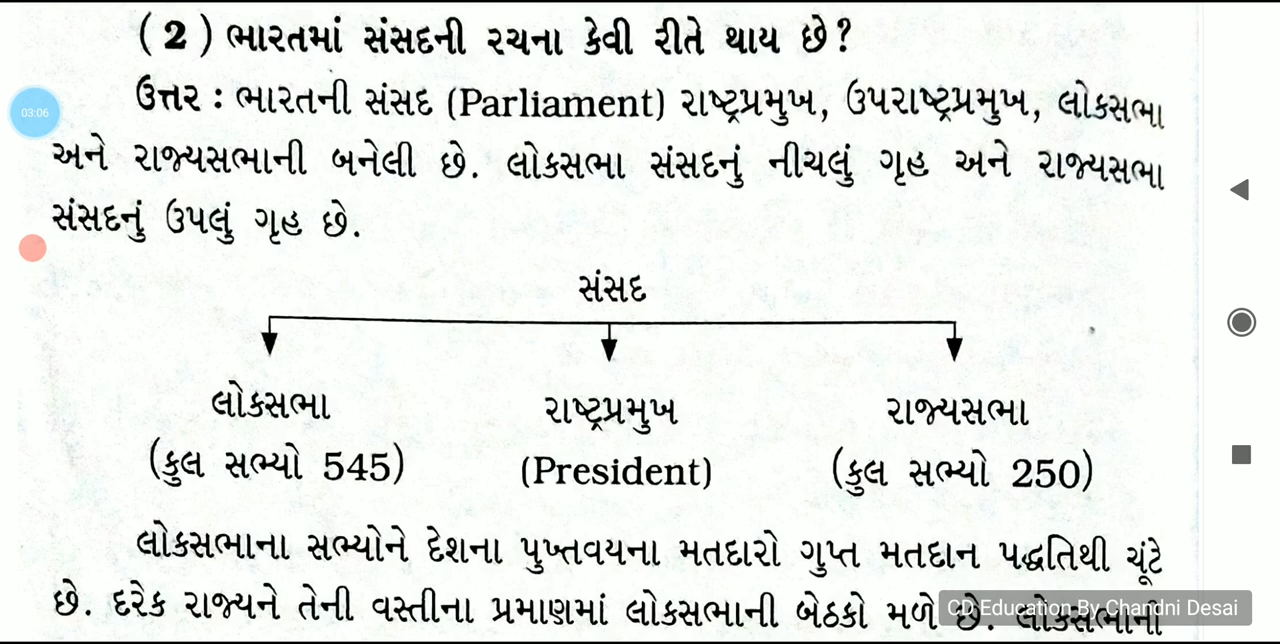 (2) ભારતમાં સંસદની રચના કેવી રીતે થાય છે?
ઉત્તર : ભારતની સંસદ (Parliament) રાષ્ટ્રપ્રમુખ, ઉપરાષ્ટ્રપ્રમુખ, લોકસભા
03:06
અને રાજ્યસભાની બનેલી છે. લોકસભા સંસદનું નીચલું ગૃહ અને રાજ્યસભા
સંસદનું ઉપલું ગૃહ છે.
સંસદ
લોકસભા રાષ્ટ્રપ્રમુખ રાજ્યસભા
(કુલ સભ્યો 545) (President) (કુલ સભ્યો 250)
લોકસભાના સભ્યોને દેશના પુખ્તવયના મતદારો ગુપ્ત મતદાન પદ્ધતિથી ચૂંટે
છે. દરેક રાજ્યને તેની વસ્તીના પ્રમાણમાં લોકસભાની બેઠકો મળે છે. લોકસભાની
CD Education By Chandni Desai